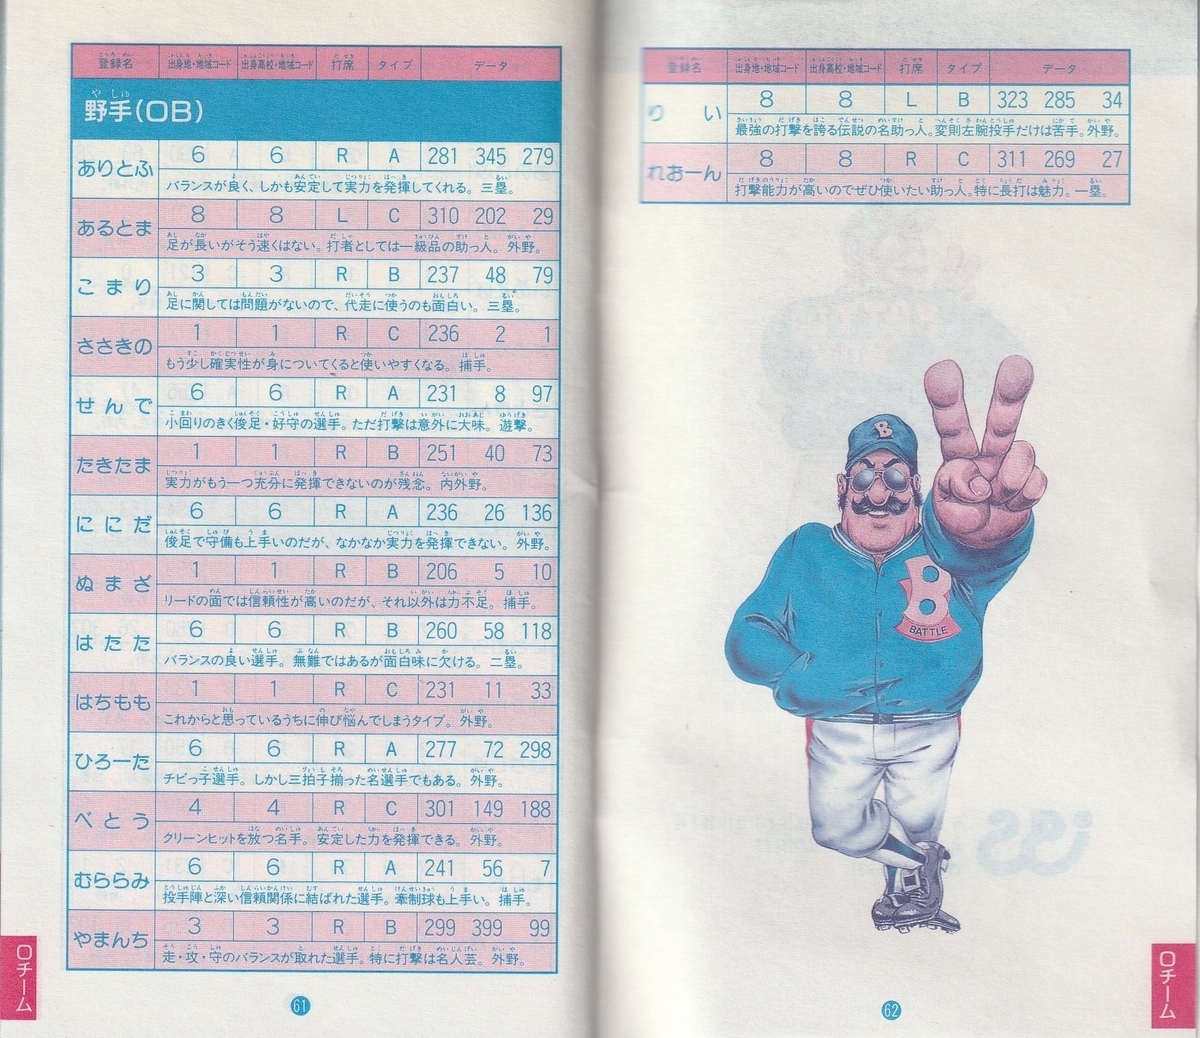 登録名 出身地・地域コード 出身高校・地域コード 打席 タイプ データ
野手(OB)
ありとふ 6 6 R A 281 345 279
バランスが良く、しかも安定して実力を発揮してくれる。三塁。
あるとま 8 8 L C 310 202 29
足が長いがそう速くはない。打者としては一級品の助っ人。外野。
こまり 3 3 R B 237 48 79
足に関しては問題がないので、代走に使うのも面白い。三塁。
ささきの 1 1 R C 236 2 1
もう少し確実性が身についてくると使いやすくなる。捕手。
せんで 6 6 R A 231 8 97
小回りのきく俊足・好守の選手。ただ打撃は意外に大味。遊撃。
たきたま 1 1 R B 251 40 73
実力がもう一つ充分に発揮できないのが残念。内外野。
ににだ 6 6 R A 236 26 136
俊足で守備も上手いのだが、なかなか実力を発揮できない。外野。
ぬまざ 1 1 R B 206 5 10
リードの面では信頼性が高いのだが、それ以外は力不足。捕手。
はたた 6 6 R B 260 58 118
バランスの良い選手。無難ではあるが面白味に欠ける。二塁。
はちもも 1 1 R C 231 11 33
これからと思っているうちに伸び悩んでしまうタイプ。外野。
ひろーた 6 6 R A 277 72 298
チビっ子選手。しかし三拍子揃った名選手でもある。外野。
べとう 4 4 R C 301 149 188
クリーンヒットを放つ名手。安定した力を発揮できる。外野。
むららみ 6 6 R A 241 56 7
投手陣と深い信頼関係に結ばれた選手。牽制球も上手い。捕手。
やまんち 3 3 R B 299 399 99
走・攻・守のバランスが取れた選手。特に打撃は名人芸。外野。
Oチーム
61
登録名 出身地・地域コード 出身高校・地域コード 打席 タイプ データ
りい 8 8 L B 323 285 34
最強の打撃を誇る伝説の名助っ人。変則左腕投手だけは苦手。外野。
れおーん 8 8 R C 311 269 27
打撃能力が高いのでぜひ使いたい助っ人。特に長打は魅力。一塁。
B
B
BATTLE
Oチーム
62